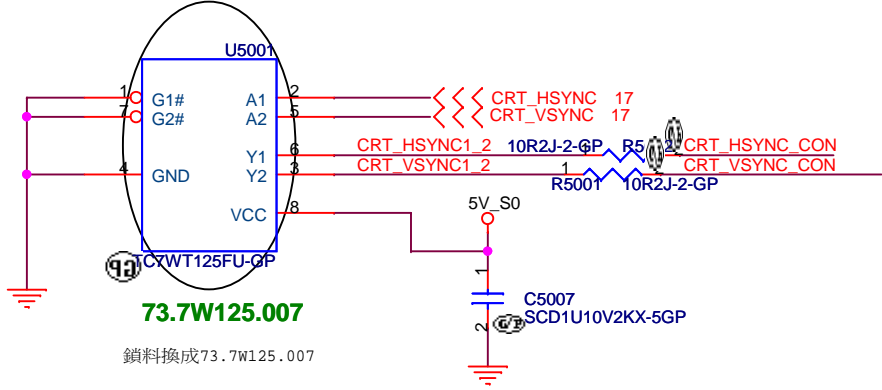 U5001
1 G1# A1 2 CRT_HSYNC 17
7 G2# A2 5 CRT_VSYNC 17
CRT_HSYNC1_2 10R2J-2-GP CRT_HSYNC_CON
Y1 6
4 GND Y2 3 CRT_VSYNC1_2 1 CRT_VSYNC_CON
R5001 10R2J-2-GP
VCC 8 5V_S0
TC7WT125FU-GP
1
C5007
SCD1U10V2KX-5GP
2
73.7W125.007
鎖料換成73.7W125.007